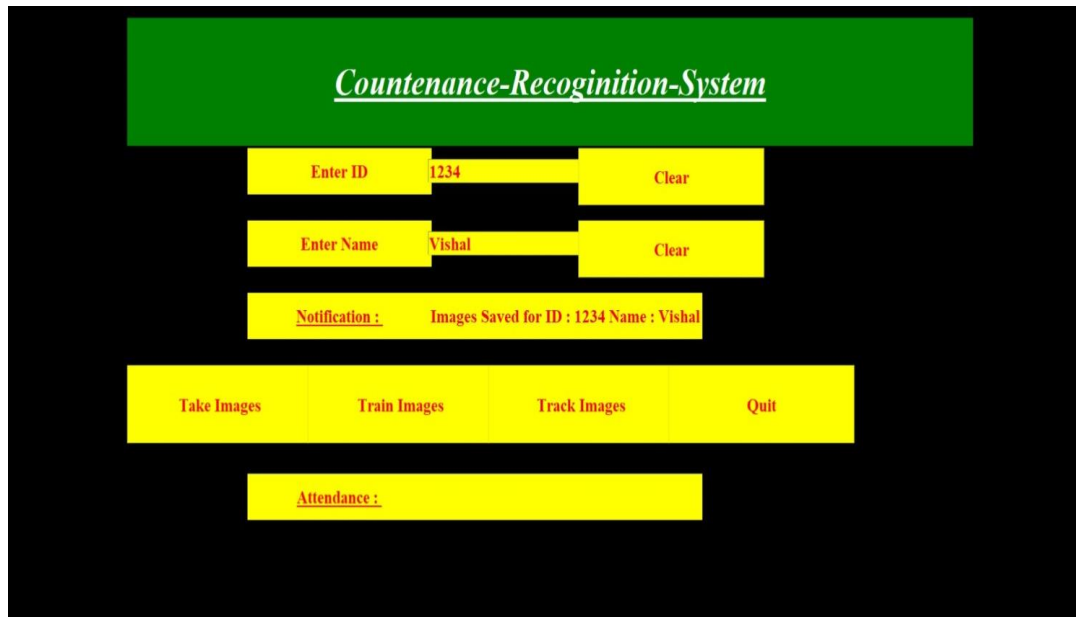 Countenance-Recoginition-System
Enter ID 1234 Clear
Enter Name Vishal Clear
Notification : Images Saved for ID : 1234 Name : Vishal
Take Images Train Images Track Images Quit
Attendance :